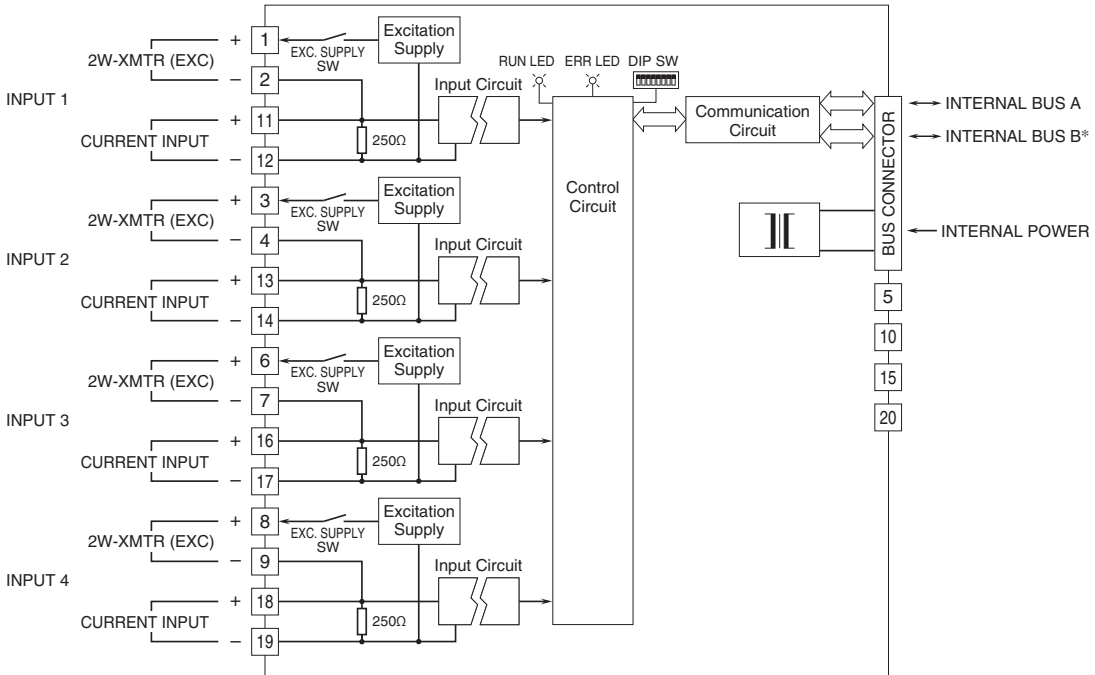 INPUT 1
2W-XMTR (EXC)
+ 1
− 2
EXC. SUPPLY
SW
Excitation
Supply
CURRENT INPUT
+ 11
− 12
250Ω
Input Circuit
INPUT 2
2W-XMTR (EXC)
+ 3
− 4
EXC. SUPPLY
SW
Excitation
Supply
CURRENT INPUT
+ 13
− 14
250Ω
Input Circuit
INPUT 3
2W-XMTR (EXC)
+ 6
− 7
EXC. SUPPLY
SW
Excitation
Supply
CURRENT INPUT
+ 16
− 17
250Ω
Input Circuit
INPUT 4
2W-XMTR (EXC)
+ 8
− 9
EXC. SUPPLY
SW
Excitation
Supply
CURRENT INPUT
+ 18
− 19
250Ω
Input Circuit
RUN LED
ERR LED
DIP SW
Control
Circuit
Communication
Circuit
BUS CONNECTOR
INTERNAL BUS A
INTERNAL BUS B*
INTERNAL POWER
5
10
15
20